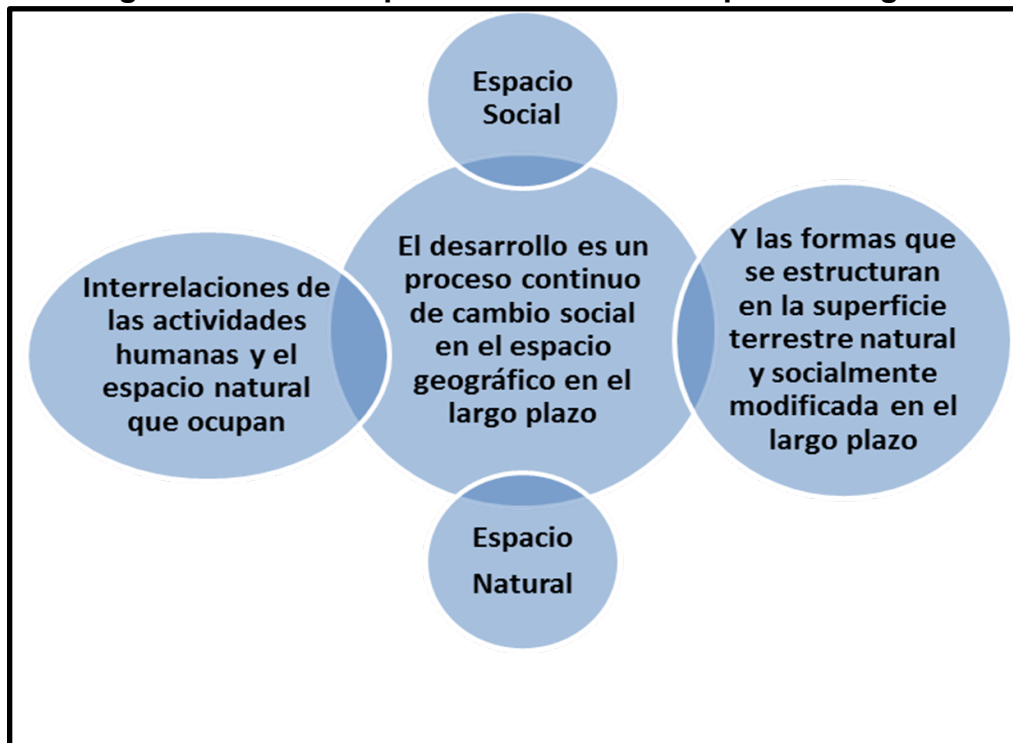 Espacio
Social
El desarrollo es un
proceso continuo
de cambio social
en el espacio
geográfico en el
largo plazo
Interrelaciones de
las actividades
humanas y el
espacio natural
que ocupan
Y las formas que
se estructuran
en la superficie
terrestre natural
y socialmente
modificada en el
largo plazo
Espacio
Natural